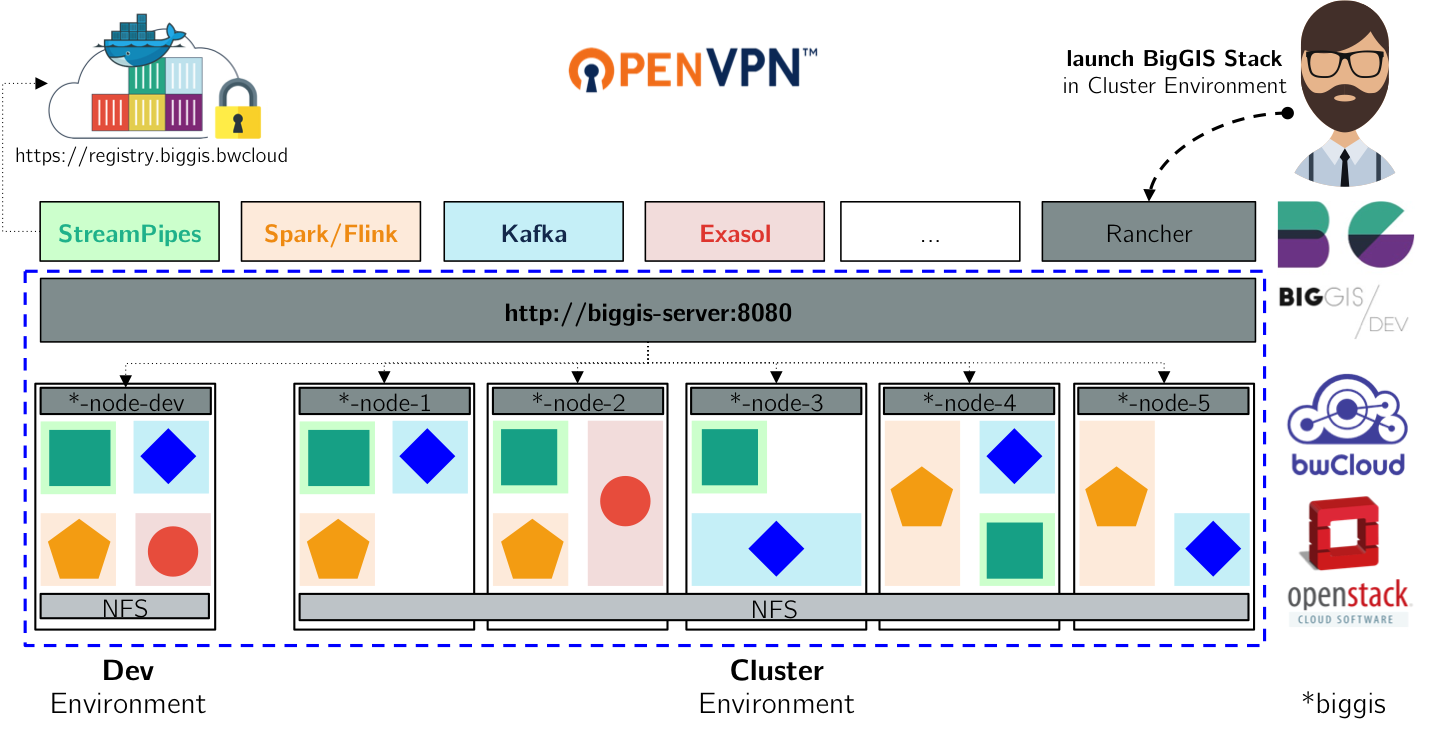 OPENVPN™
launch BigGIS Stack
in Cluster Environment
https://registry.biggis.bwcloud
StreamPipes
Spark/Flink
Kafka
Exasol
...
Rancher
BIGGIS/
DEV
http://biggis-server:8080
*-node-dev
*-node-1
*-node-2
*-node-3
*-node-4
*-node-5
bwCloud
openstack
CLOUD SOFTWARE
NFS
NFS
Dev
Environment
Cluster
Environment
*biggis